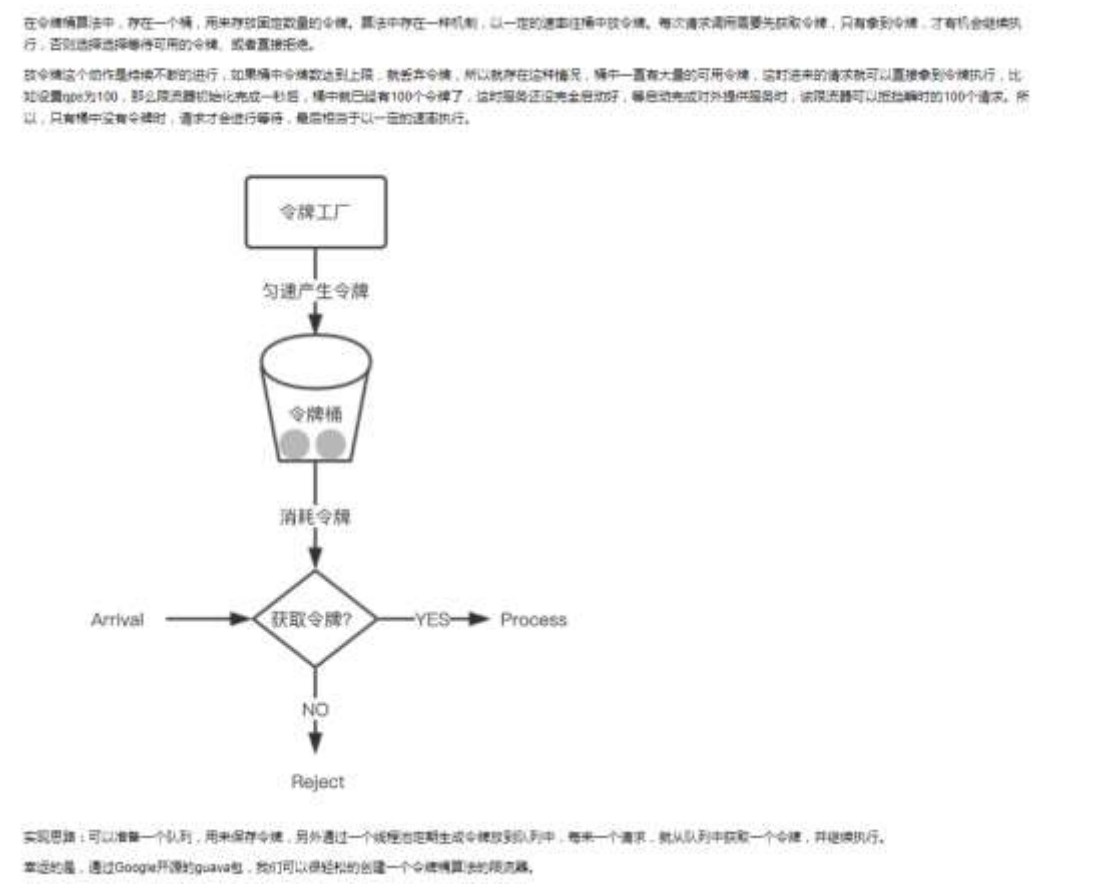 在令牌桶算法中，存在一个桶，用来存放固定数量的令牌。算法中存在一种机制，以一定的速率往桶中放令牌。每次请求调用需要先获取令牌，只有拿到令牌，才有机会继续执
行，否则选择选择等待可用的令牌、或者直接拒绝。
放令牌这个动作是持续不断的进行，如果桶中令牌数达到上限，就丢弃令牌，所以就存在这种情况，桶中一直有大量的可用令牌，这时进来的请求就可以直接拿到令牌执行，比
如设置qps为100，那么限流器初始化完成一秒后，桶中就已经有100个令牌了，这时服务还没完全启动好，等启动完成对外提供服务时，该限流器可以抵挡瞬时的100个请求。所
以，只有桶中没有令牌时，请求才会进行等待，最后相当于以一定的速率执行。
令牌工厂
匀速产生令牌
令牌桶
消耗令牌
Arrival
获取令牌?
YES
Process
NO
Reject
实现思路：可以准备一个队列，用来保存令牌，另外通过一个线程池定期生成令牌放到队列中，每来一个请求，就从队列中获取一个令牌，并继续执行。
幸运的是，通过Google开源的guava包，我们可以很轻松的创建一个令牌桶算法的限流器。